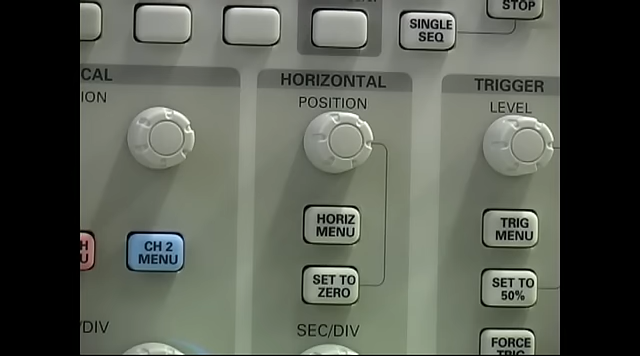 STOP
SINGLE
SEQ
CAL
HORIZONTAL
TRIGGER
ION
POSITION
LEVEL
HORIZ
MENU
TRIG
MENU
H
U
CH 2
MENU
SET TO
ZERO
SET TO
50%
/DIV
SEC/DIV
FORCE
TRIG